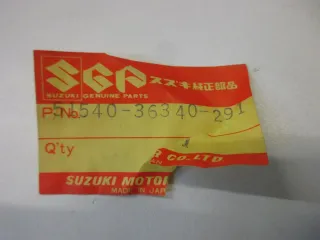 SGP スズキ純正部品
SUZUKI GENUINE PARTS
P.No. 51540-36340-291
Q'ty
R CO.,LTD.
SUZUKI MOTOR
MADE IN JAP